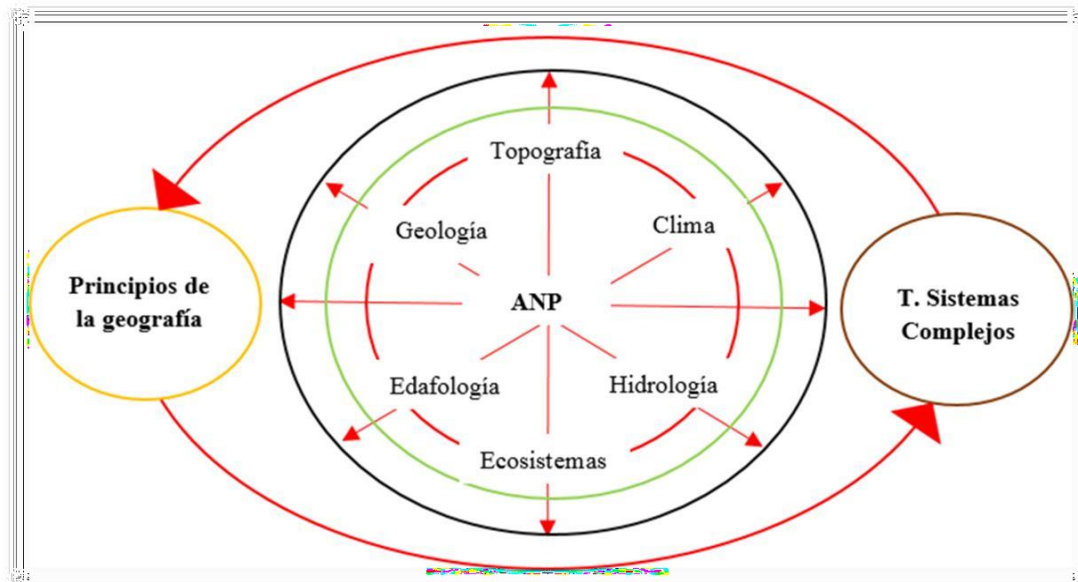 Topografía
Geología
Clima
Principios de
la geografía
ANP
T. Sistemas
Complejos
Edafología
Hidrología
Ecosistemas